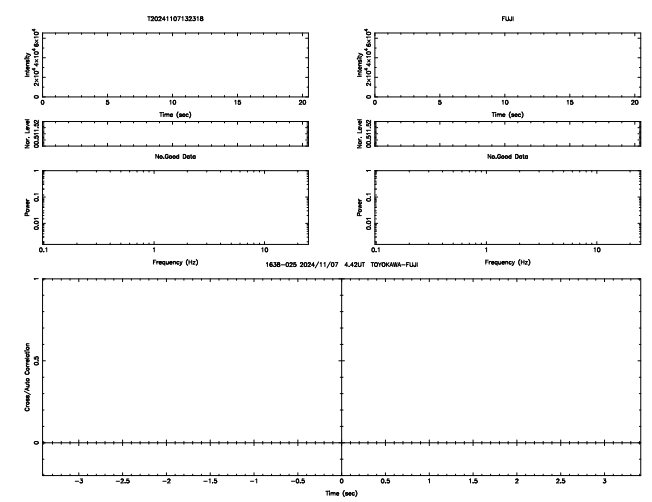 T20241107132318
FUJI
Intensity
0 2×10⁴ 4×10⁴ 6×10⁴
0 5 10 15 20
Time (sec)
Intensity
0 2×10⁴ 4×10⁴ 6×10⁴
0 5 10 15 20
Time (sec)
Nor. Level
00.511.52
Nor. Level
00.511.52
No.Good Data
No.Good Data
Power
1
0.1
0.01
0.1 1 10
Frequency (Hz)
Power
1
0.1
0.01
0.1 1 10
Frequency (Hz)
1638-025 2024/11/07 4.42UT TOYOKAWA-FUJI
Cross/Auto Correlation
1
0.5
0
-3 -2.5 -2 -1.5 -1 -0.5 0 0.5 1 1.5 2 2.5 3
Time (sec)